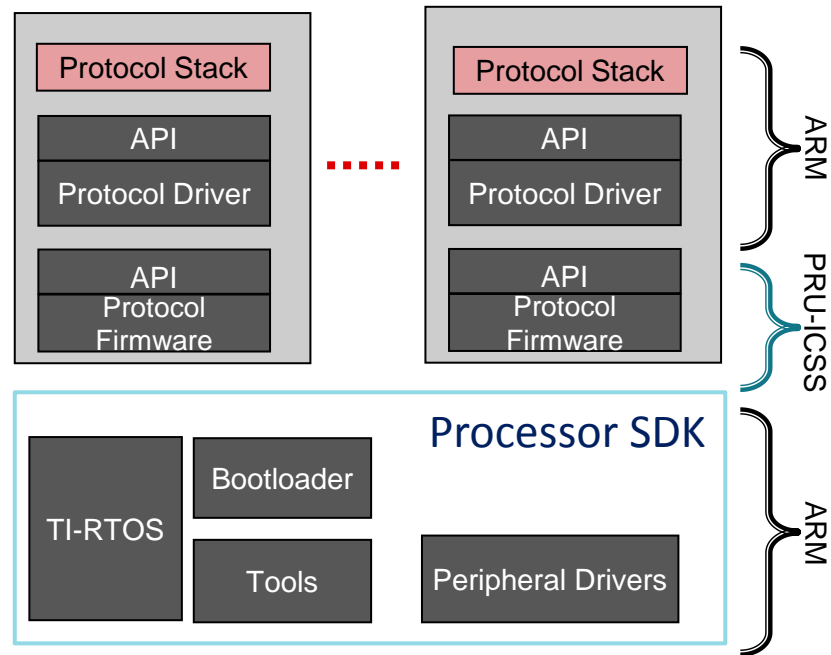 Protocol Stack
API
Protocol Driver
API
Protocol
Firmware
Protocol Stack
API
Protocol Driver
API
Protocol
Firmware
ARM
PRU-ICSS
Processor SDK
TI-RTOS
Bootloader
Tools
Peripheral Drivers
ARM